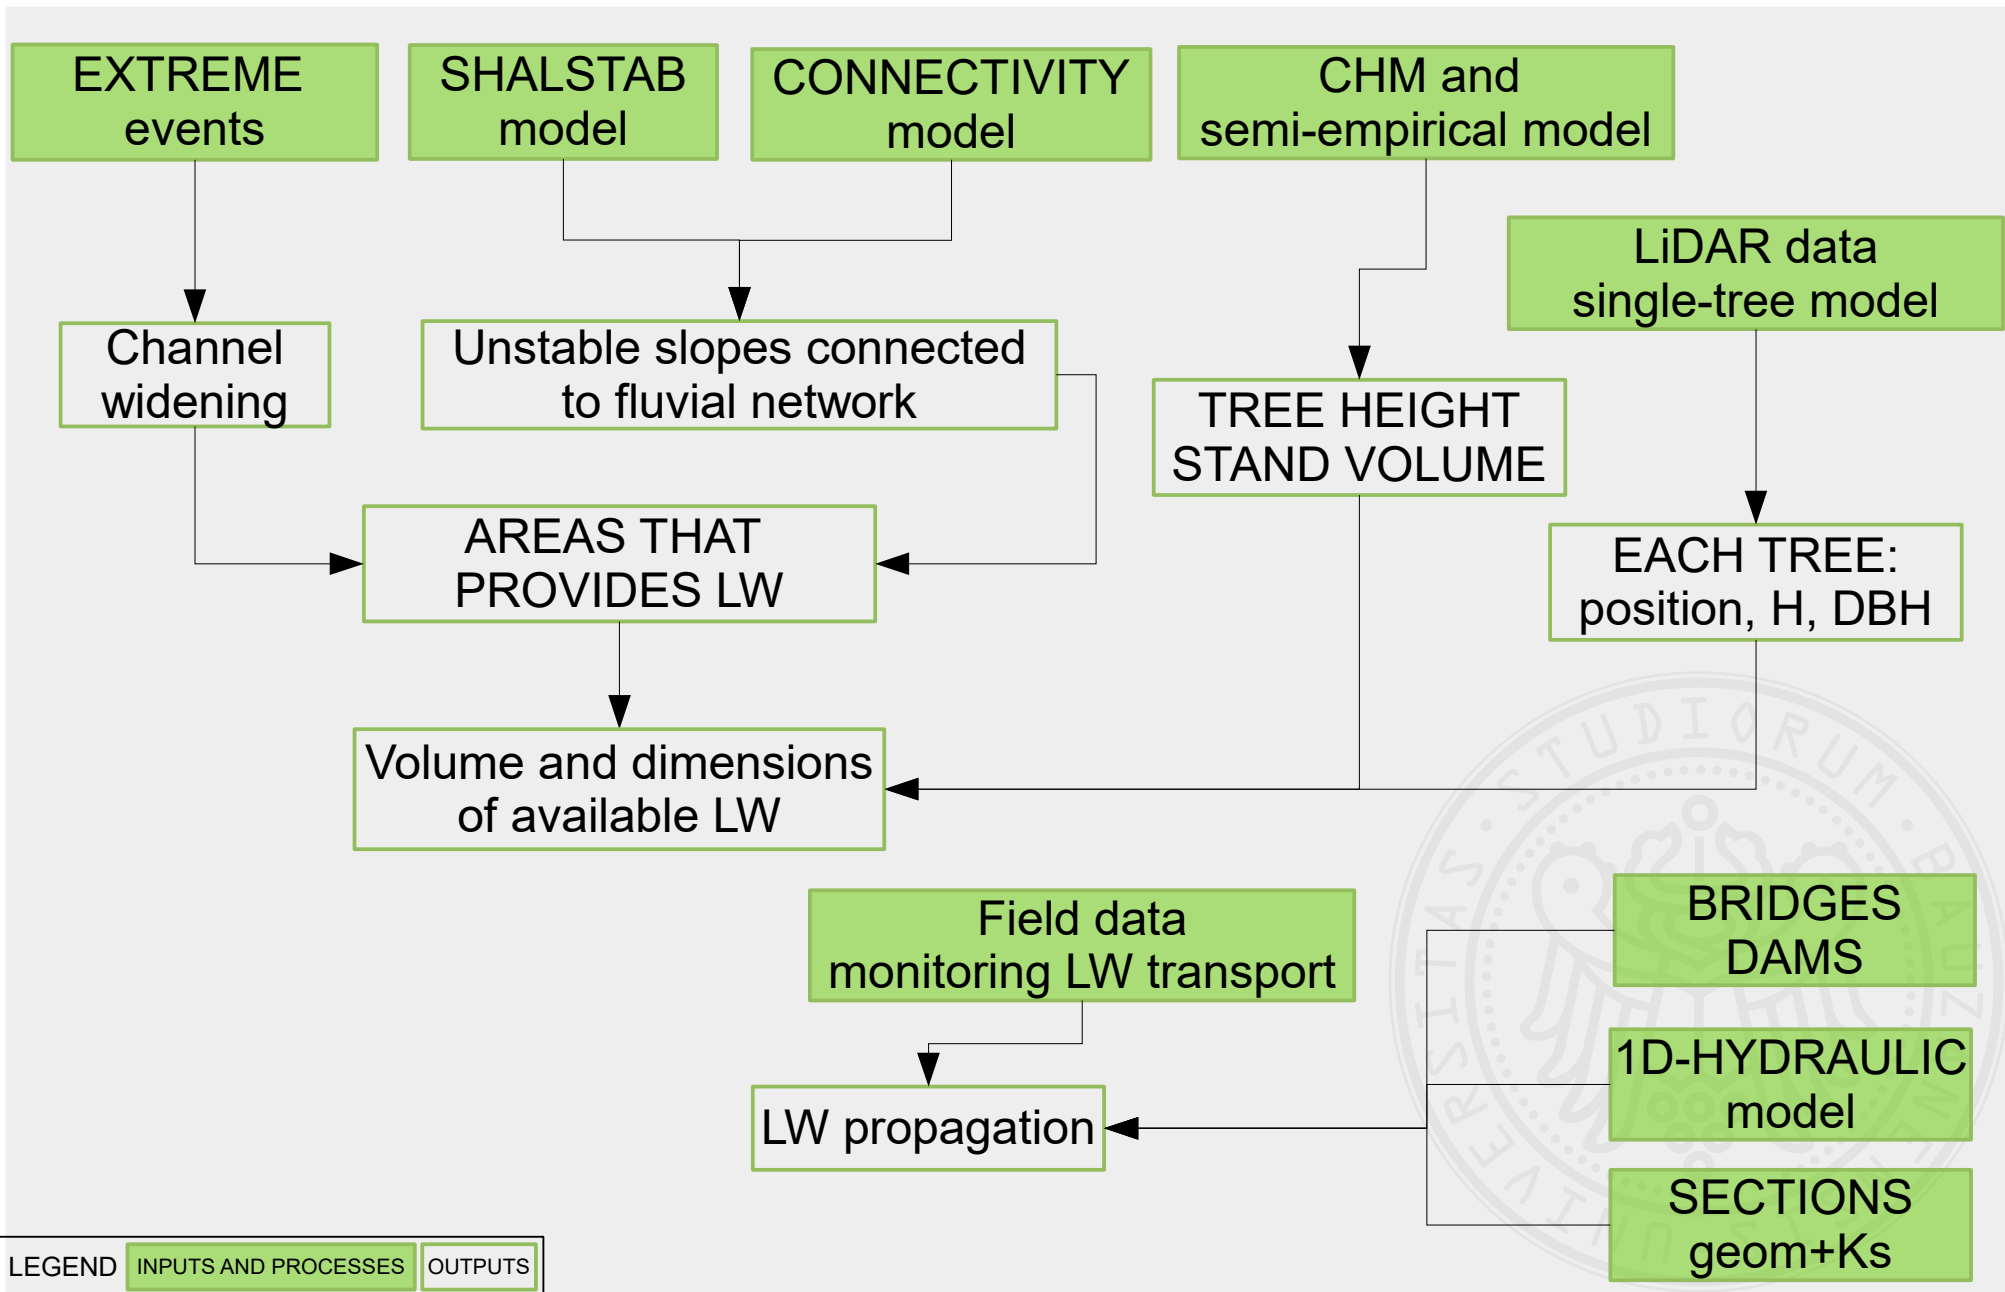 EXTREME
events
SHALSTAB
model
CONNECTIVITY
model
CHM and
semi-empirical model
LiDAR data
single-tree model
Channel
widening
Unstable slopes connected
to fluvial network
TREE HEIGHT
STAND VOLUME
AREAS THAT
PROVIDES LW
EACH TREE:
position, H, DBH
Volume and dimensions
of available LW
Field data
monitoring LW transport
BRIDGES
DAMS
1D-HYDRAULIC
model
LW propagation
SECTIONS
geom+Ks
LEGEND
INPUTS AND PROCESSES
OUTPUTS